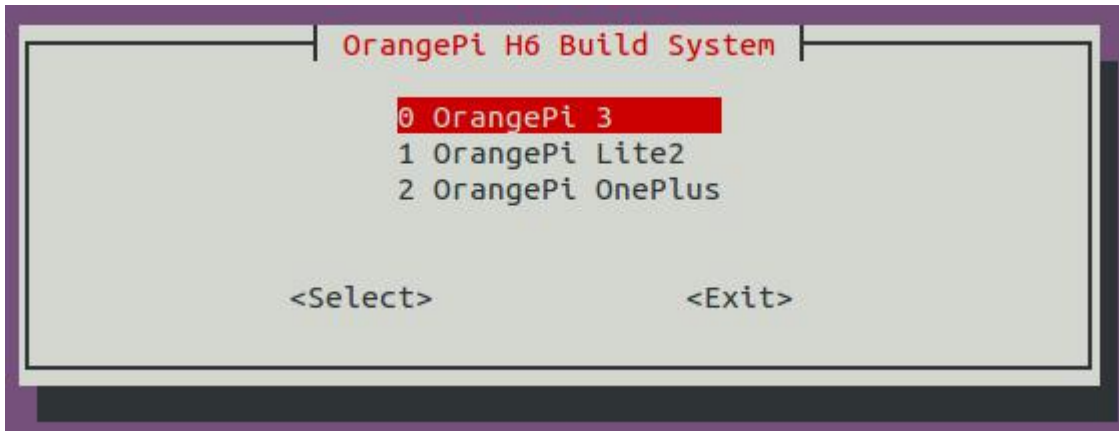 OrangePi H6 Build System
0 OrangePi 3
1 OrangePi Lite2
2 OrangePi OnePlus
<Select> <Exit>